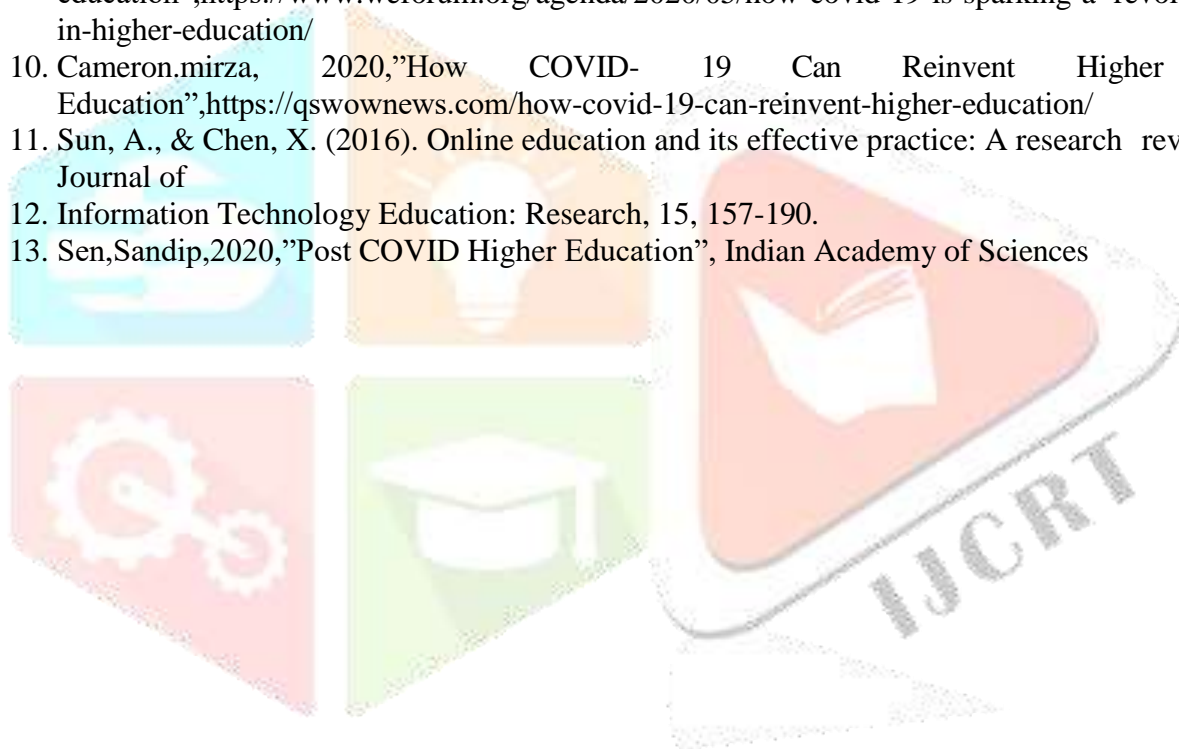 in-higher-education/
10. Cameron.mirza, 2020,”How COVID- 19 Can Reinvent Higher
Education”,https://qswownews.com/how-covid-19-can-reinvent-higher-education/
11. Sun, A., & Chen, X. (2016). Online education and its effective practice: A research rev
Journal of
12. Information Technology Education: Research, 15, 157-190.
13. Sen,Sandip,2020,”Post COVID Higher Education”, Indian Academy of Sciences
IJCRT